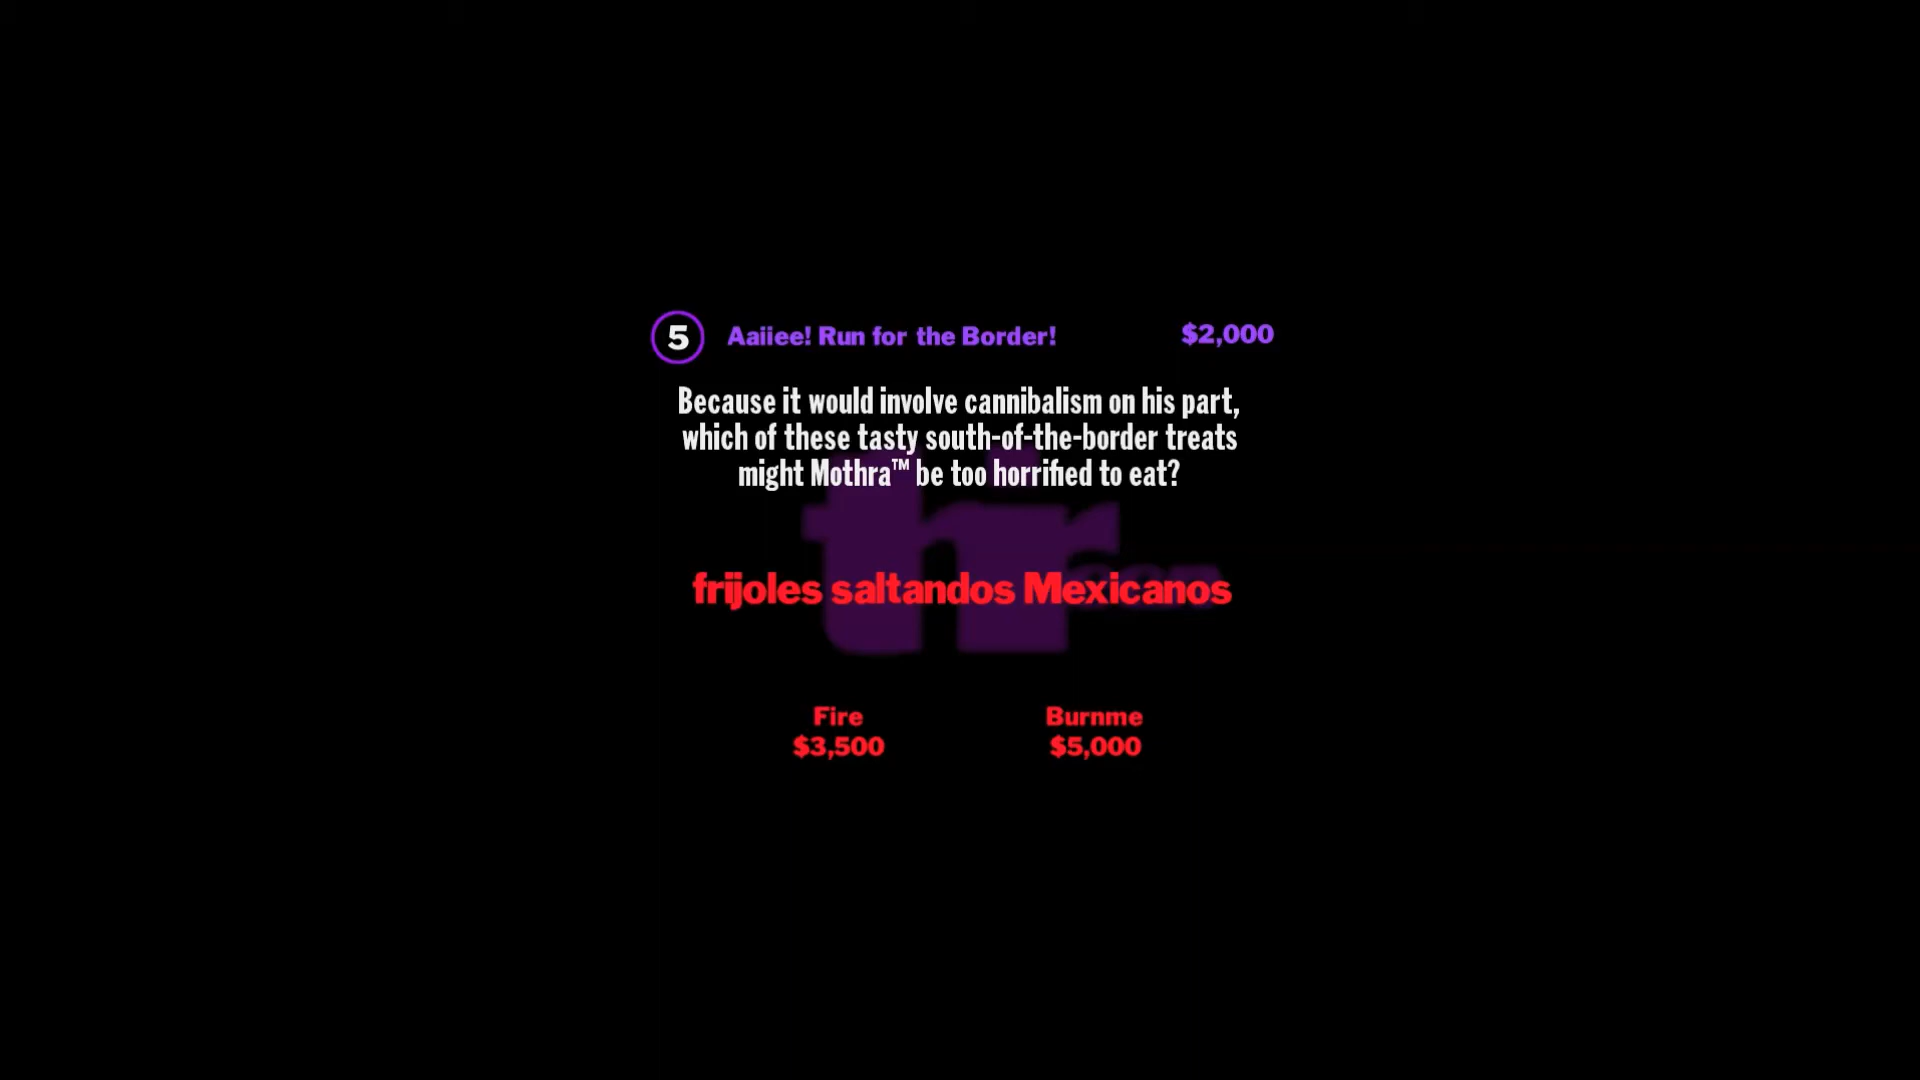 5 Aaiiee! Run for the Border! $2,000
Because it would involve cannibalism on his part,
which of these tasty south-of-the-border treats
might Mothra™ be too horrified to eat?
frijoles saltandos Mexicanos
Fire Burnme
$3,500 $5,000